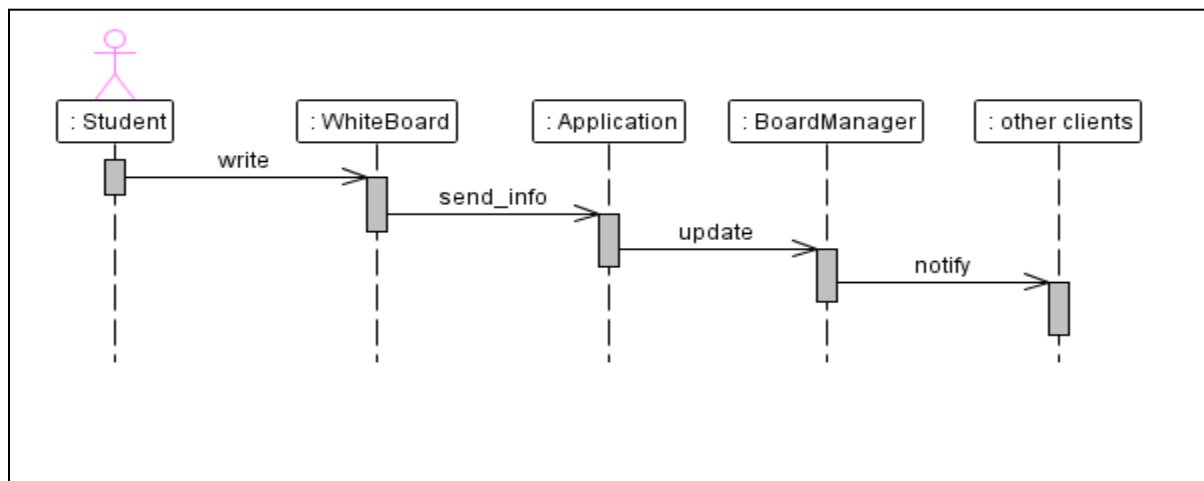 : Student
: WhiteBoard
: Application
: BoardManager
: other clients
write
send_info
update
notify